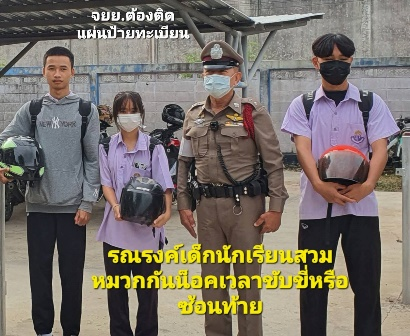 จยย.ต้องติด
แผ่นป้ายทะเบียน
NEW YORK
รณรงค์เด็กนักเรียนสวม
หมวกกันน็อคเวลาขับขี่หรือ
ซ้อนท้าย